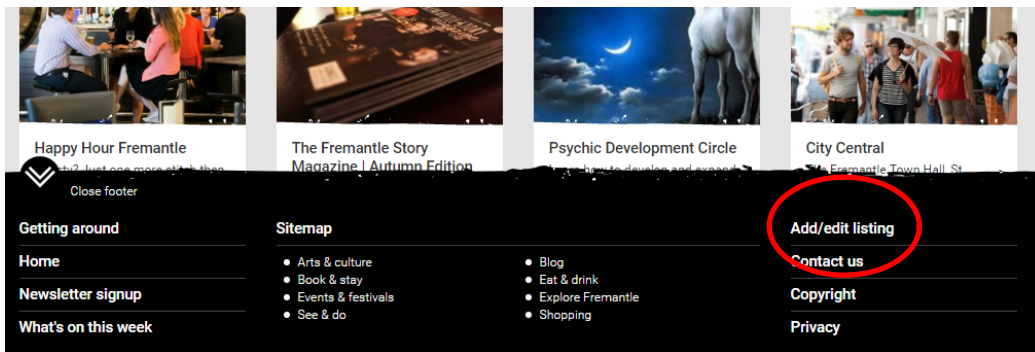 Happy Hour Fremantle
The Fremantle Story
Magazine | Autumn Edition
Psychic Development Circle
City Central
Close footer
Getting around
Home
Newsletter signup
What's on this week
Sitemap
Arts & culture
Book & stay
Events & festivals
See & do
Blog
Eat & drink
Explore Fremantle
Shopping
Add/edit listing
Contact us
Copyright
Privacy